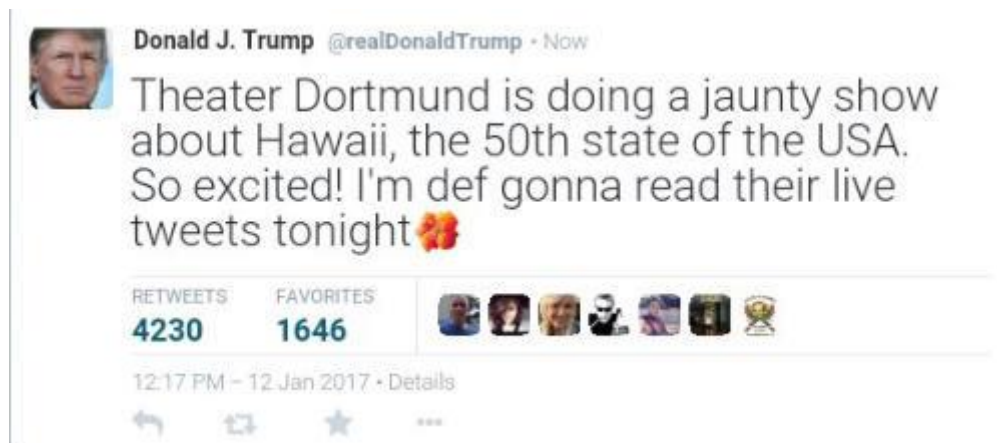 Donald J. Trump @realDonaldTrump • Now
Theater Dortmund is doing a jaunty show
about Hawaii, the 50th state of the USA.
So excited! I'm def gonna read their live
tweets tonight
RETWEETS FAVORITES
4230 1646
12:17 PM – 12 Jan 2017 • Details